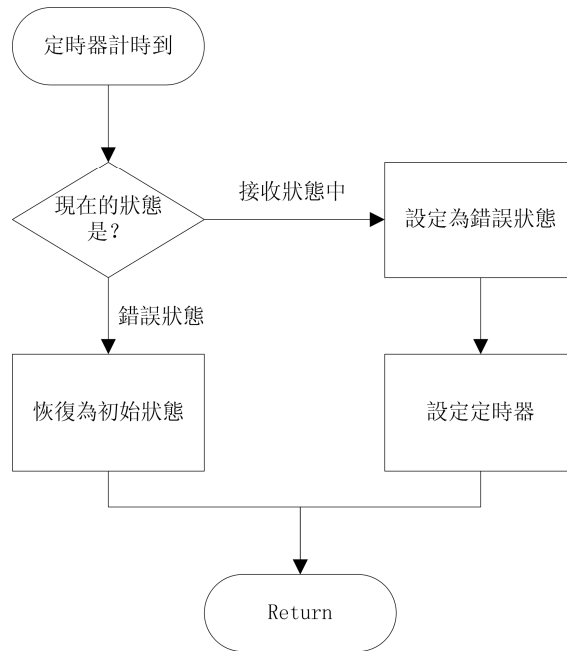 定時器計時到
現在的狀態
是？
接收狀態中
設定為錯誤狀態
錯誤狀態
恢復為初始狀態
設定定時器
Return